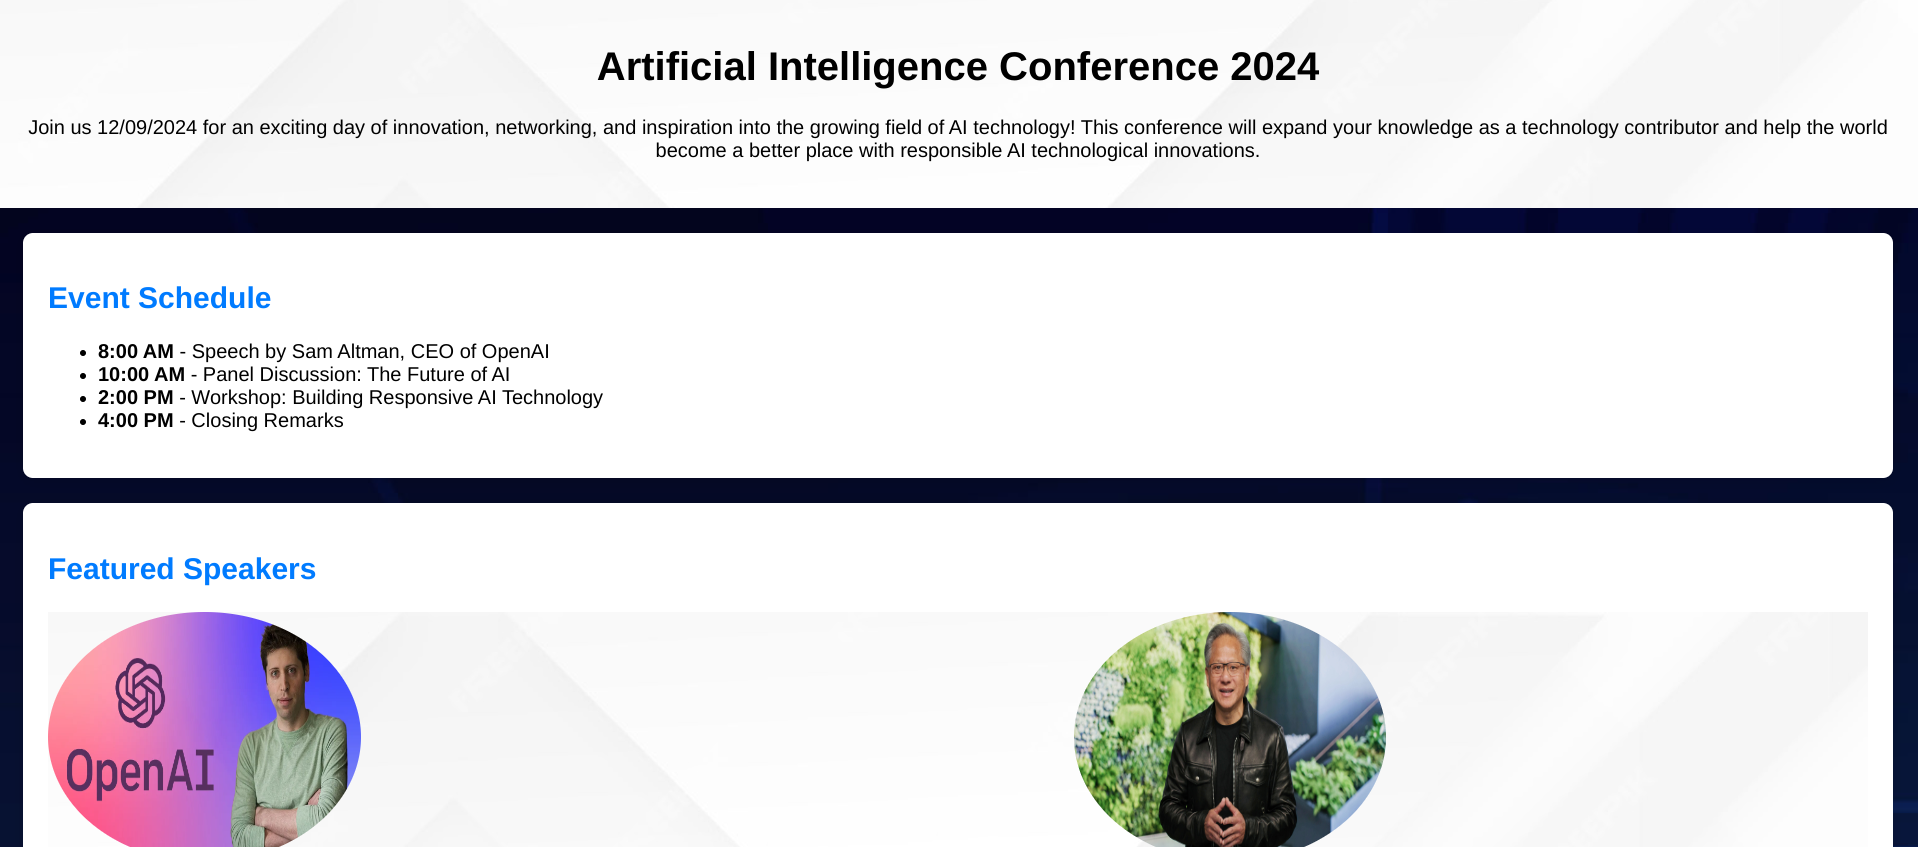 Artificial Intelligence Conference 2024
Join us 12/09/2024 for an exciting day of innovation, networking, and inspiration into the growing field of AI technology! This conference will expand your knowledge as a technology contributor and help the world
become a better place with responsible AI technological innovations.
Event Schedule
8:00 AM - Speech by Sam Altman, CEO of OpenAI
10:00 AM - Panel Discussion: The Future of AI
2:00 PM - Workshop: Building Responsive AI Technology
4:00 PM - Closing Remarks
Featured Speakers
OpenAI